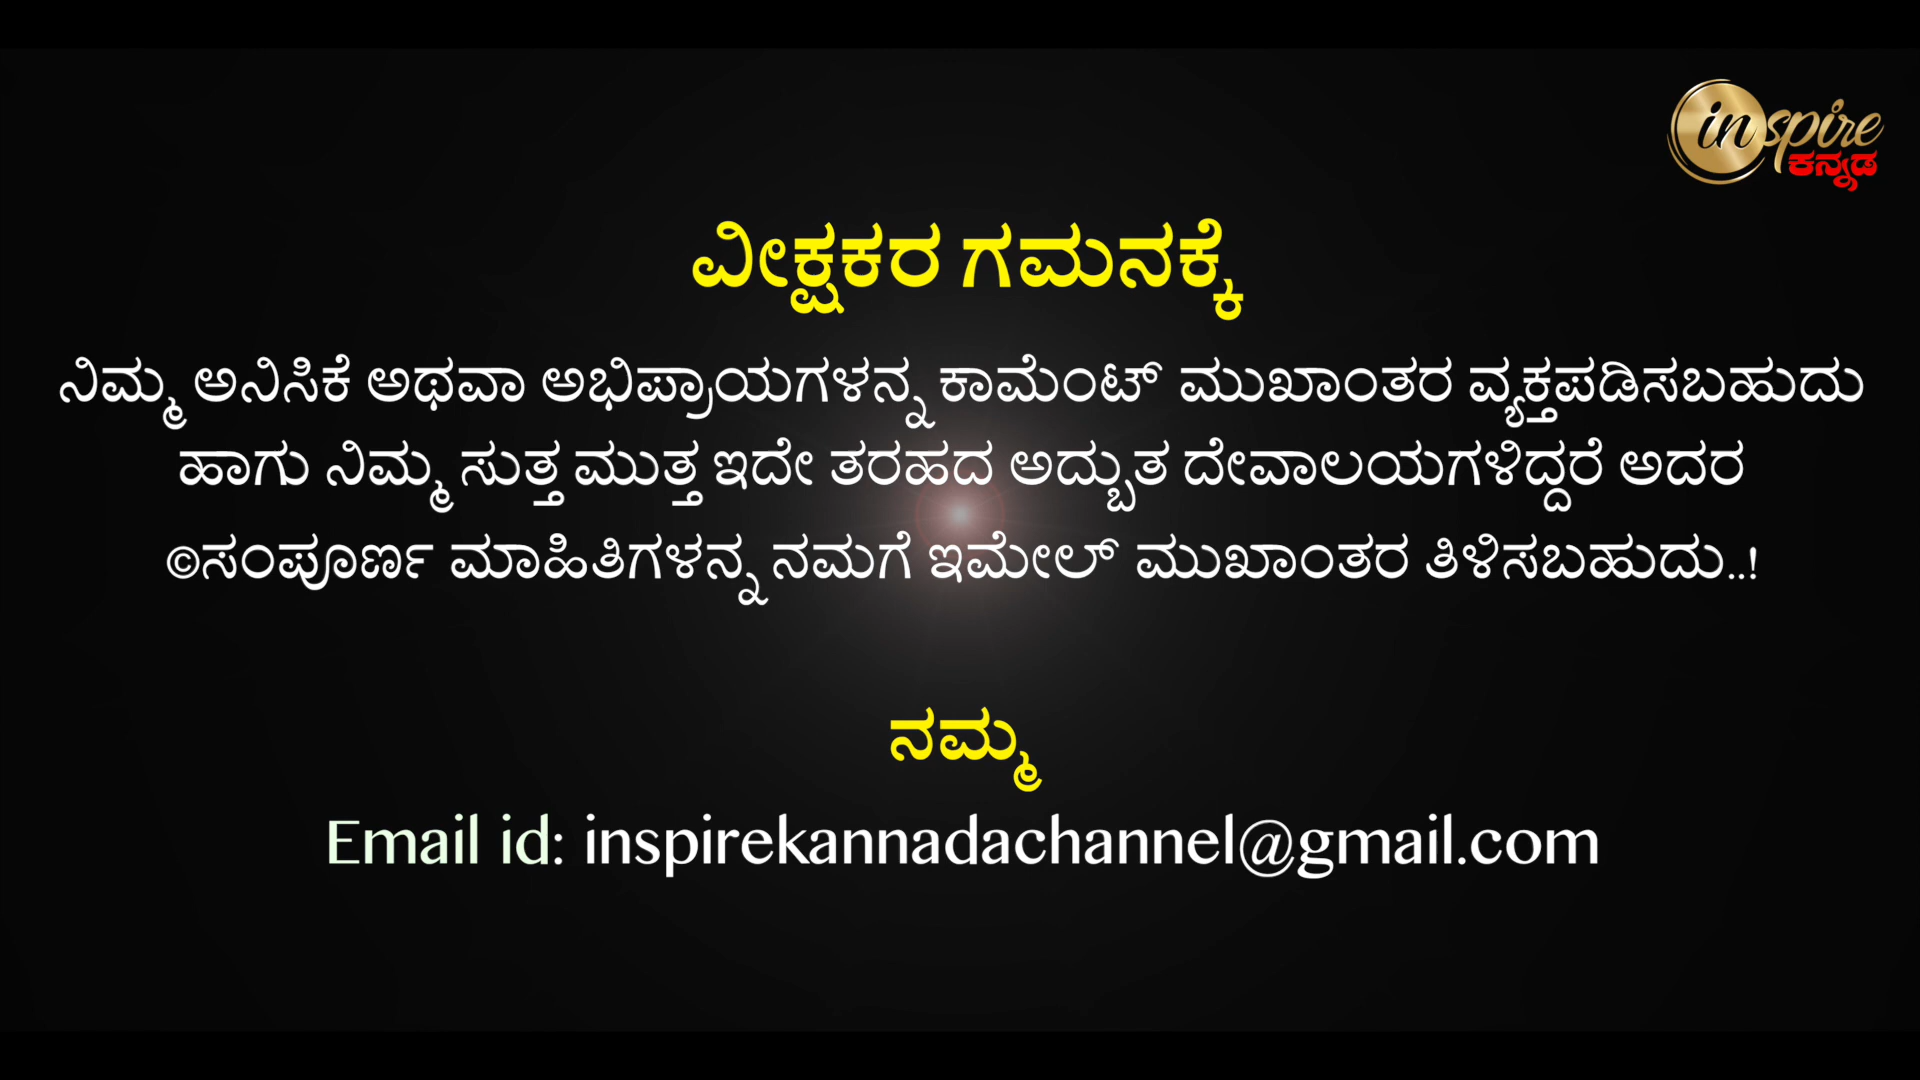 inspire
ಕನ್ನಡ
ವೀಕ್ಷಕರ ಗಮನಕ್ಕೆ
ನಿಮ್ಮ ಅನಿಸಿಕೆ ಅಥವಾ ಅಭಿಪ್ರಾಯಗಳನ್ನ ಕಾಮೆಂಟ್ ಮುಖಾಂತರ ವ್ಯಕ್ತಪಡಿಸಬಹುದು
ಹಾಗು ನಿಮ್ಮ ಸುತ್ತ ಮುತ್ತ ಇದೇ ತರಹದ ಅದ್ಬುತ ದೇವಾಲಯಗಳಿದ್ದರೆ ಅದರ
©ಸಂಪೂರ್ಣ ಮಾಹಿತಿಗಳನ್ನ ನಮಗೆ ಇಮೇಲ್ ಮುಖಾಂತರ ತಿಳಿಸಬಹುದು..!
ನಮ್ಮ
Email id: inspirekannadachannel@gmail.com